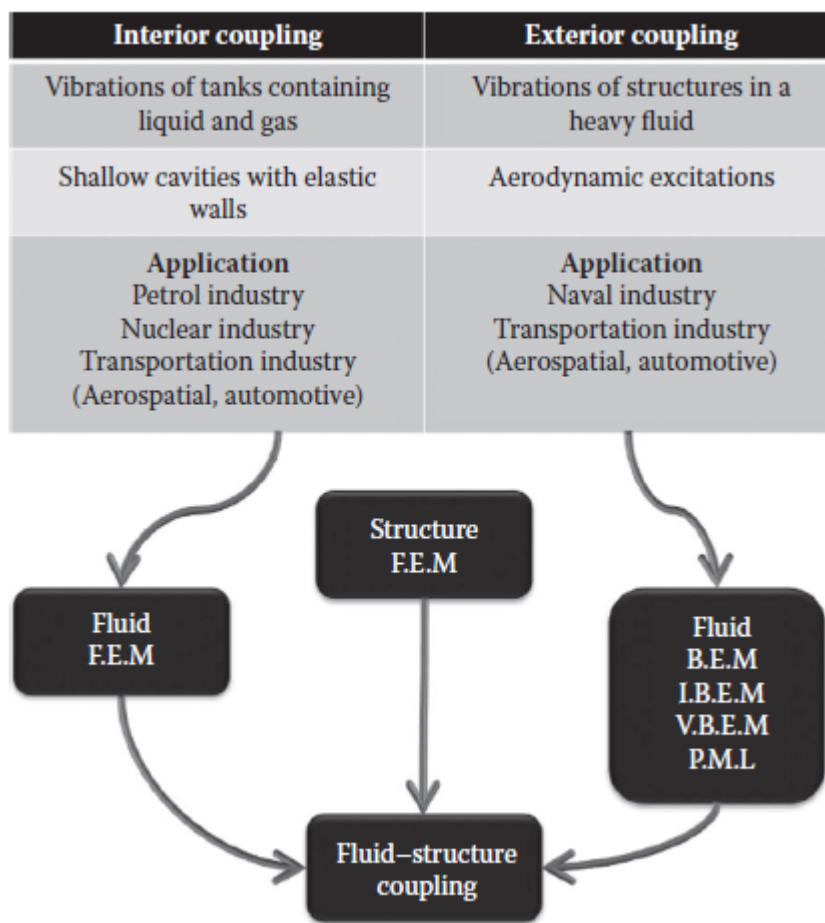 Interior coupling
Exterior coupling
Vibrations of tanks containing
liquid and gas
Vibrations of structures in a
heavy fluid
Shallow cavities with elastic
walls
Aerodynamic excitations
Application
Petrol industry
Nuclear industry
Transportation industry
(Aerospatial, automotive)
Application
Naval industry
Transportation industry
(Aerospatial, automotive)
Structure
F.E.M
Fluid
F.E.M
Fluid
B.E.M
I.B.E.M
V.B.E.M
P.M.L
Fluid–structure
coupling